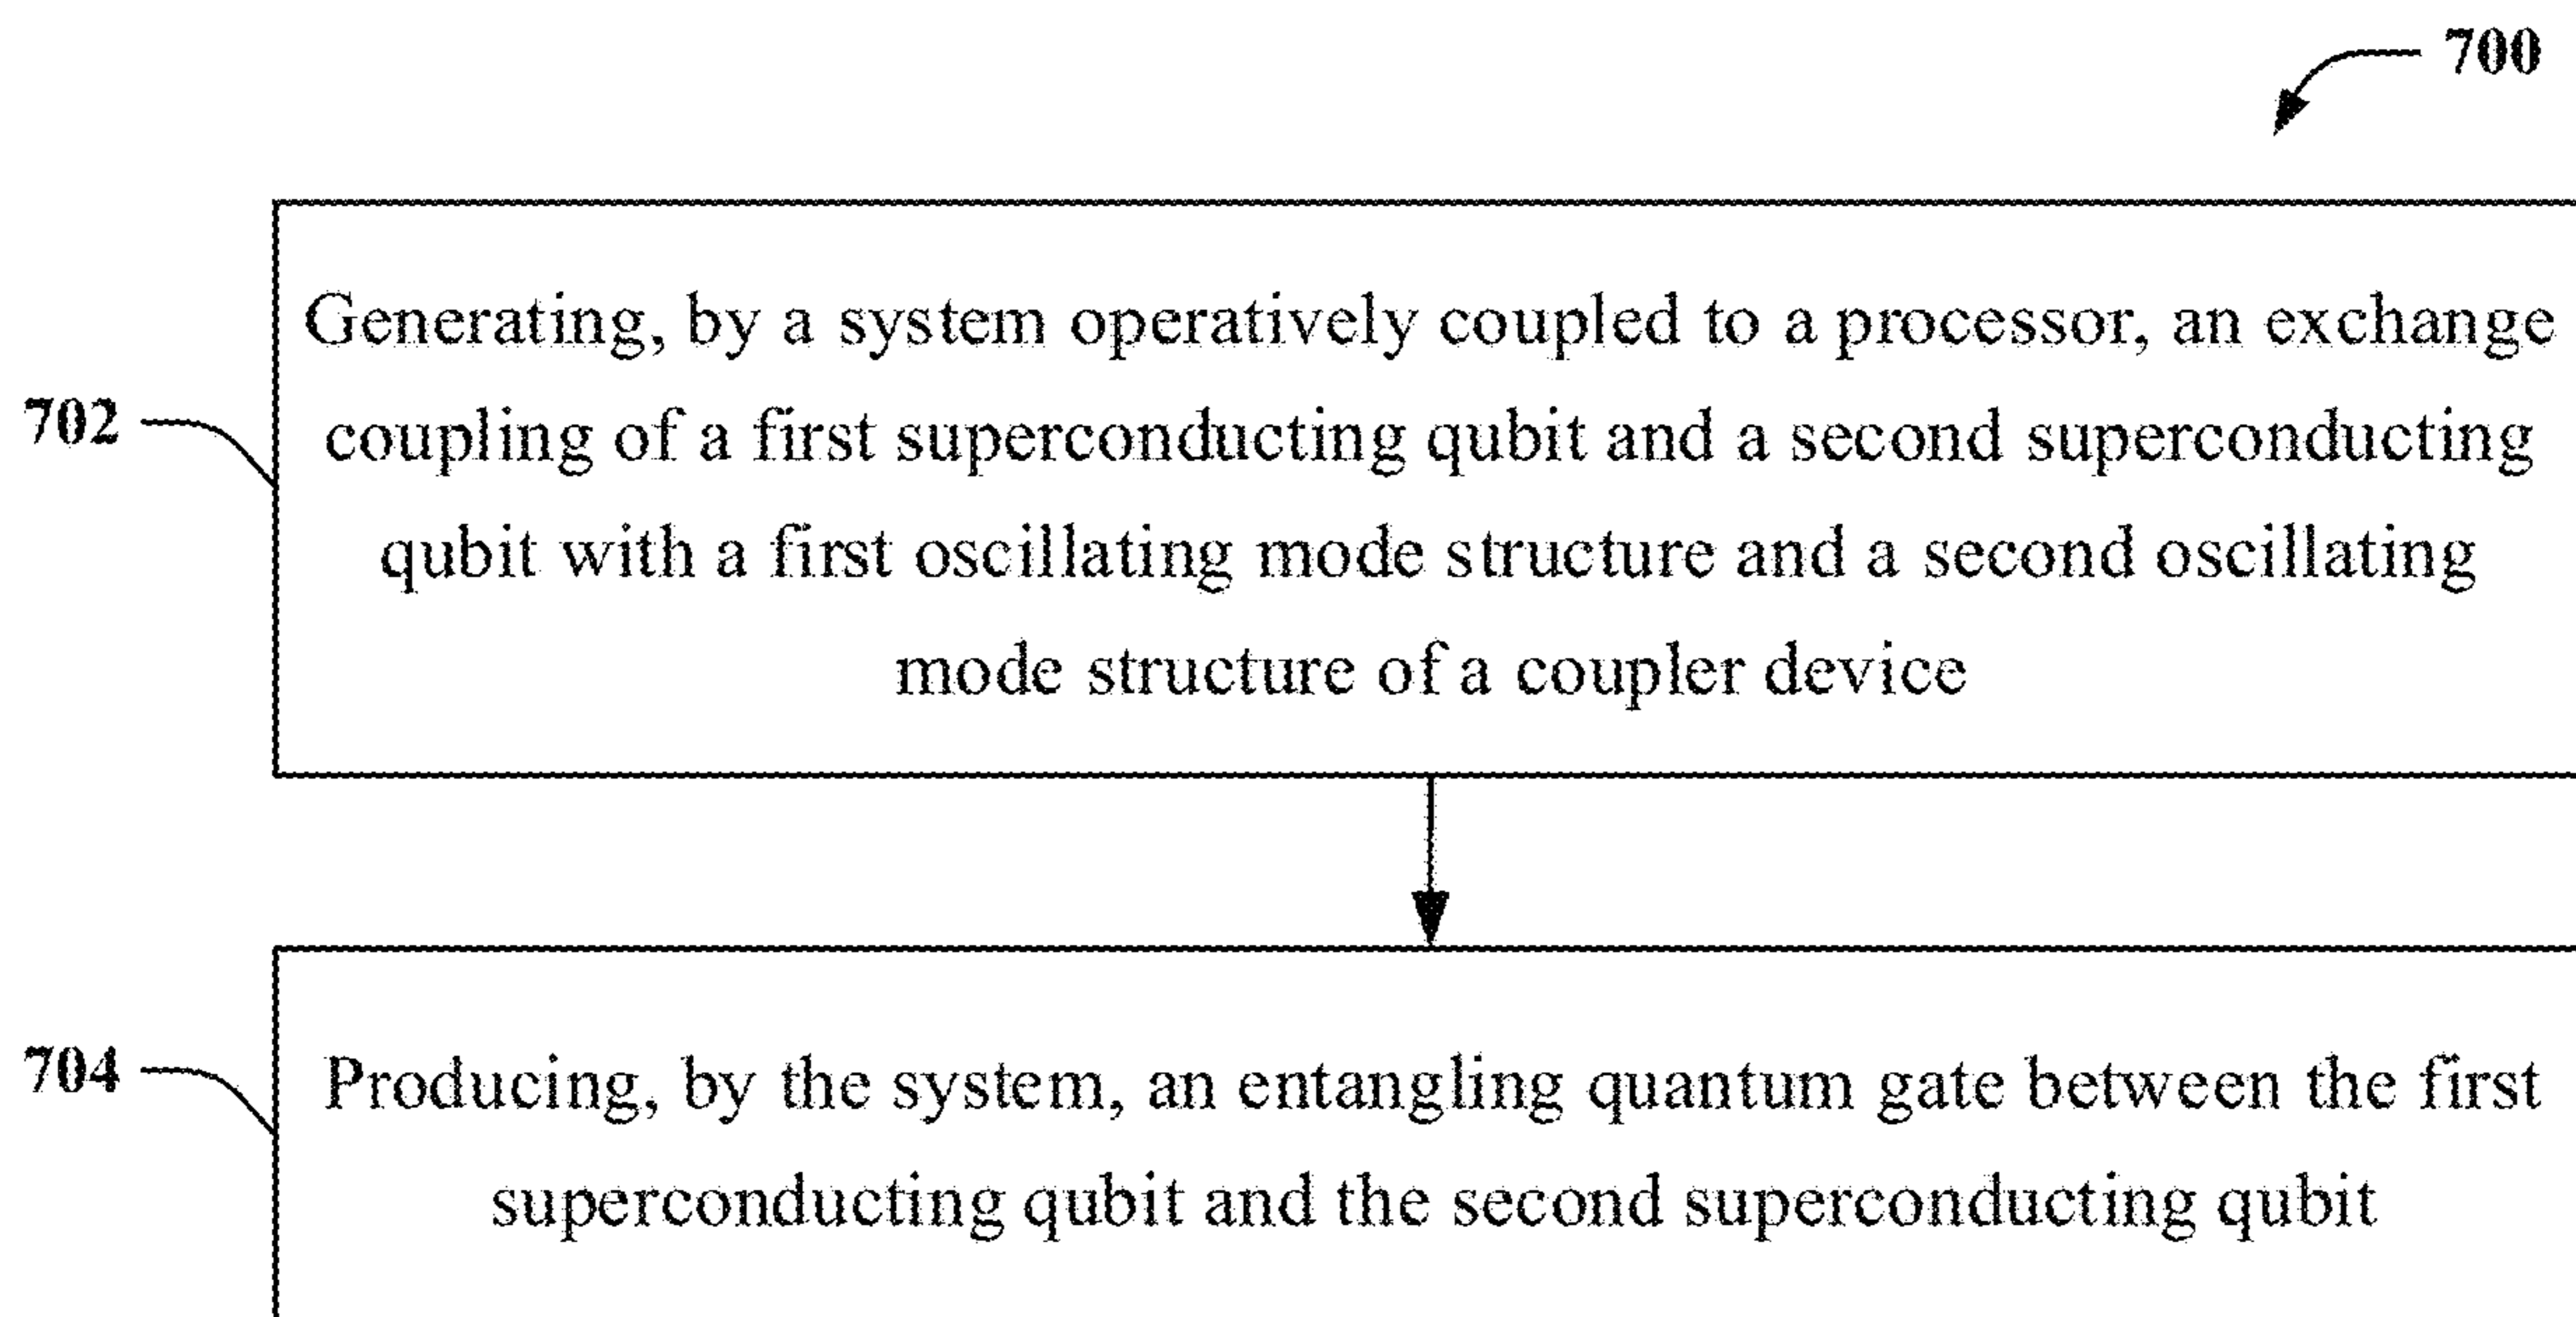 700
Generating, by a system operatively coupled to a processor, an exchange
coupling of a first superconducting qubit and a second superconducting
702
qubit with a first oscillating mode structure and a second oscillating
mode structure of a coupler device
704
Producing, by the system, an entangling quantum gate between the first
superconducting qubit and the second superconducting qubit